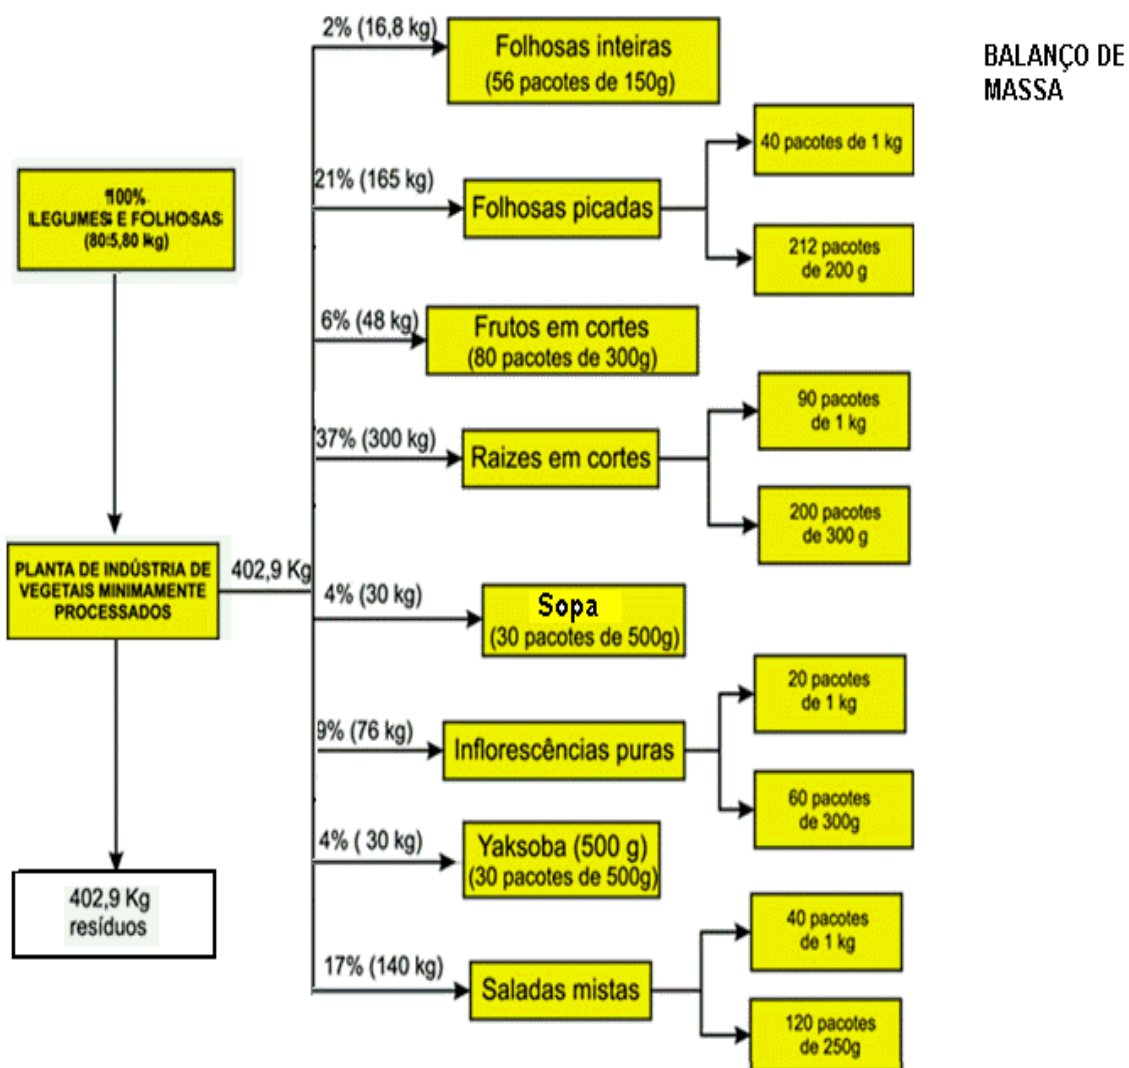 BALANÇO DE
MASSA
100%
LEGUMES E FOLHOSAS
(805,80 kg)
PLANTA DE INDÚSTRIA DE
VEGETAIS MINIMAMENTE
PROCESSADOS
402,9 Kg
resíduos
402,9 Kg
2% (16,8 kg)
Folhosas inteiras
(56 pacotes de 150g)
21% (165 kg)
Folhosas picadas
40 pacotes de 1 kg
212 pacotes
de 200 g
6% (48 kg)
Frutos em cortes
(80 pacotes de 300g)
37% (300 kg)
Raizes em cortes
90 pacotes
de 1 kg
200 pacotes
de 300 g
4% (30 kg)
Sopa
(30 pacotes de 500g)
9% (76 kg)
Inflorescências puras
20 pacotes
de 1 kg
60 pacotes
de 300g
4% ( 30 kg)
Yaksoba (500 g)
(30 pacotes de 500g)
17% (140 kg)
Saladas mistas
40 pacotes
de 1 kg
120 pacotes
de 250g